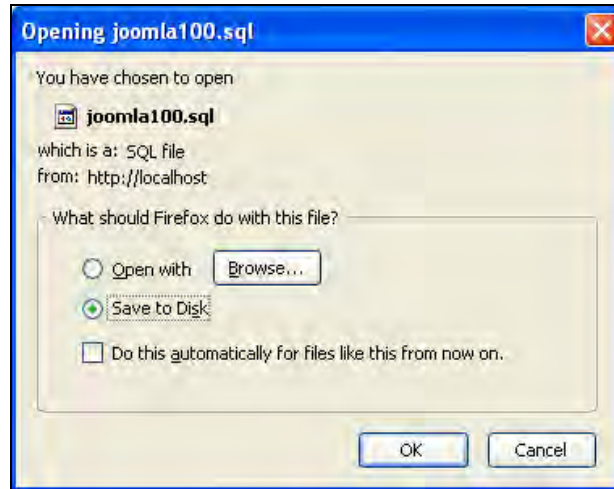 Opening joomla100.sql
You have chosen to open
joomla100.sql
which is a: SQL file
from: http://localhost
What should Firefox do with this file?
Open with Browse...
Save to Disk
Do this automatically for files like this from now on.
OK Cancel